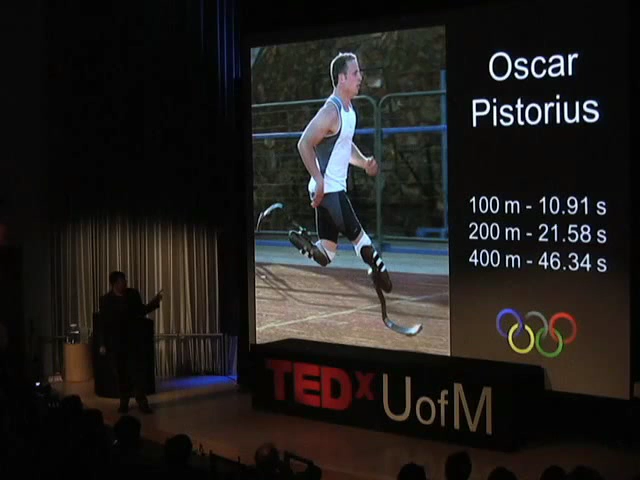 Oscar
Pistorius
100 m - 10.91 s
200 m - 21.58 s
400 m - 46.34 s
TEDx UofM